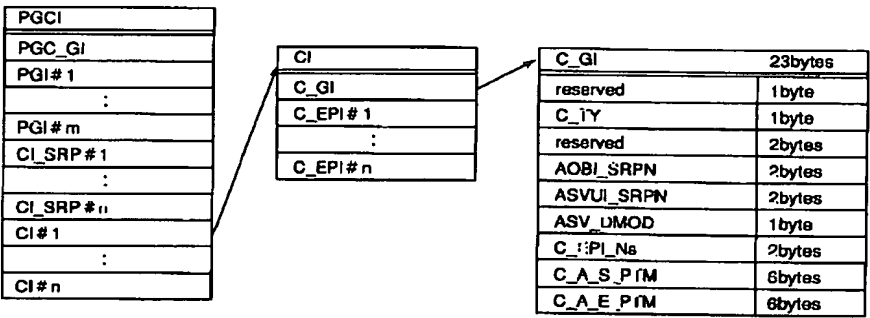 PGCI
PGC_GI
PGI#1
:
PGI#m
CI_SRP#1
:
CI_SRP#n
CI#1
:
CI#n
CI
C_GI
C_EPI#1
:
C_EPI#n
C_GI 23bytes
reserved 1byte
C_TY 1byte
reserved 2bytes
AOBI_SRPN 2bytes
ASVUI_SRPN 2bytes
ASV_DMOD 1byte
C_EPI_Ns 2bytes
C_A_S_PTM 6bytes
C_A_E_PTM 6bytes